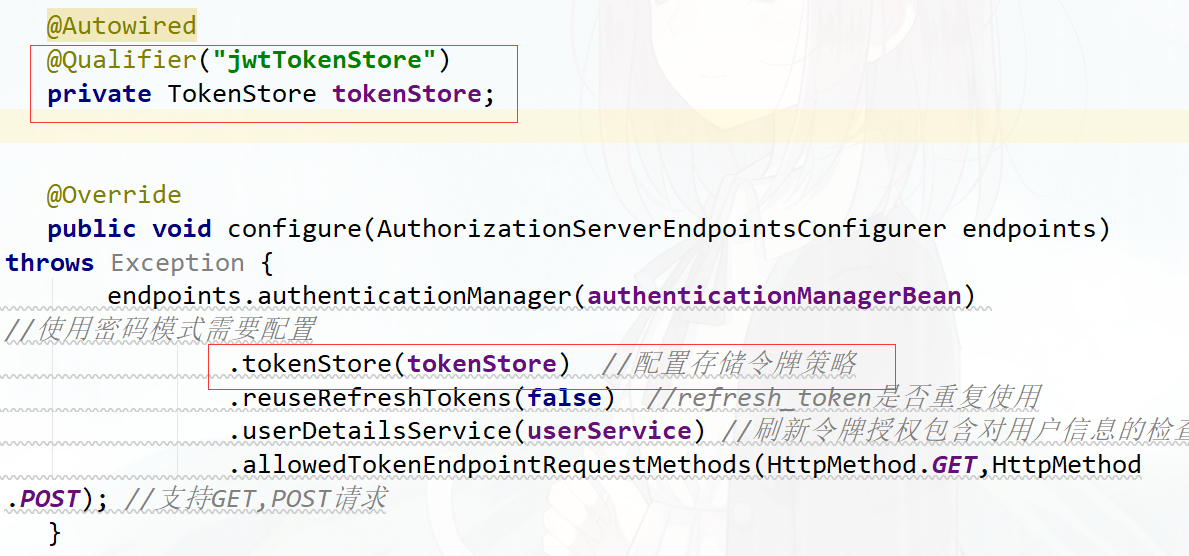 @Autowired
@Qualifier("jwtTokenStore")
private TokenStore tokenStore;
@Override
public void configure(AuthorizationServerEndpointsConfigurer endpoints)
throws Exception {
endpoints.authenticationManager(authenticationManagerBean)
//使用密码模式需要配置
.tokenStore(tokenStore)  //配置存储令牌策略
.reuseRefreshTokens(false)  //refresh_token是否重复使用
.userDetailsService(userService) //刷新令牌授权包含对用户信息的检查
.allowedTokenEndpointRequestMethods(HttpMethod.GET,HttpMethod
.POST); //支持GET,POST请求
}